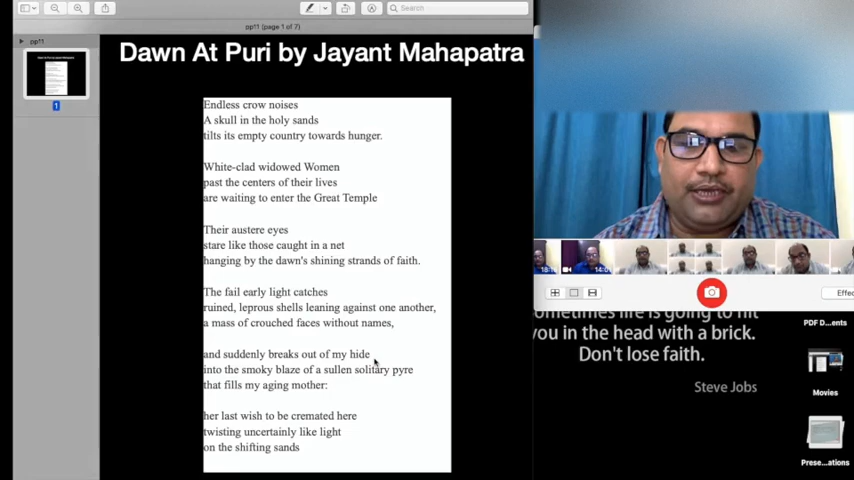 Search
pp11 (page 1 of 7)
pp11
1
Dawn At Puri by Jayant Mahapatra
Endless crow noises
A skull in the holy sands
tilts its empty country towards hunger.
White-clad widowed Women
past the centers of their lives
are waiting to enter the Great Temple
Their austere eyes
stare like those caught in a net
hanging by the dawn's shining strands of faith.
The fail early light catches
ruined, leprous shells leaning against one another,
a mass of crouched faces without names,
and suddenly breaks out of my hide
into the smoky blaze of a sullen solitary pyre
that fills my aging mother:
her last wish to be cremated here
twisting uncertainly like light
on the shifting sands
Effec
Sometimes life is going to hit
you in the head with a brick.
Don't lose faith.
Steve Jobs
PDF D...ents
Movies
Prese...ations